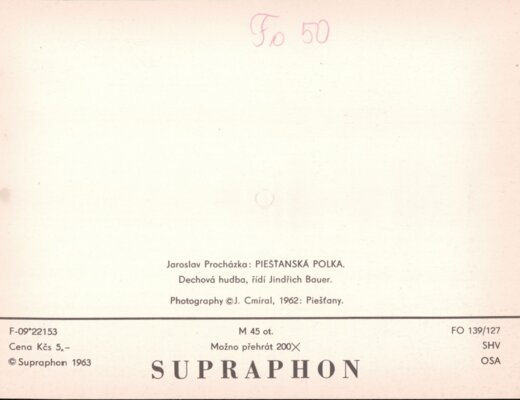 Fo 50
Jaroslav Procházka: PIEŠŤANSKÁ POLKA.
Dechová hudba, řídí Jindřich Bauer.
Photography © J. Cmíral, 1962: Piešťany.
F-09*22153
M 45 ot.
FO 139/127
Cena Kčs 5,–
Možno přehrát 200×
SHV
© Supraphon 1963
SUPRAPHON
OSA